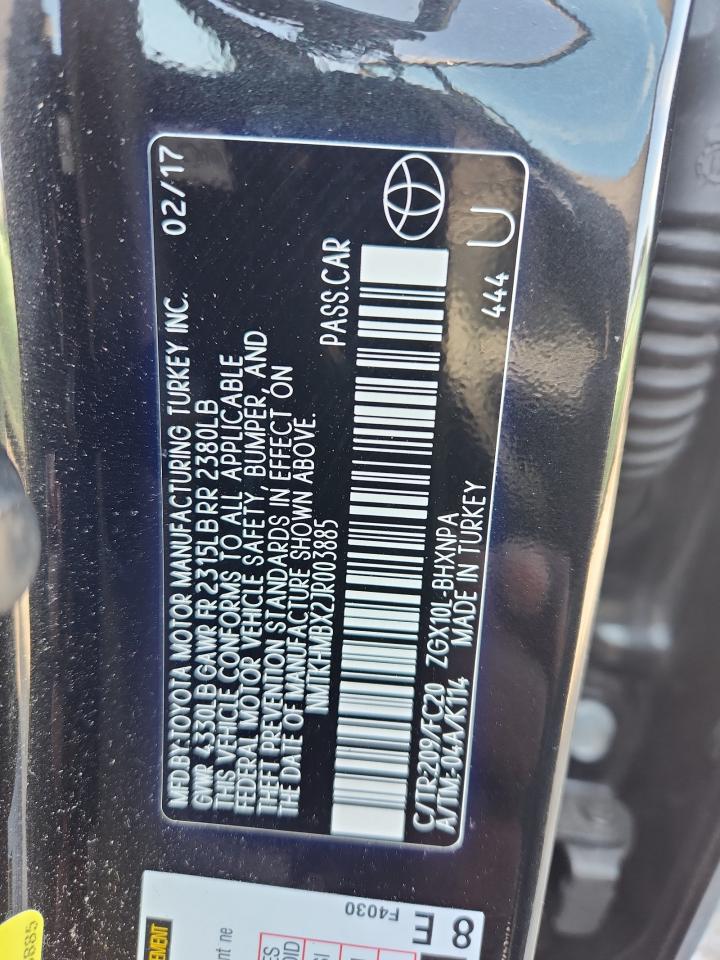 MFD.BY:TOYOTA MOTOR MANUFACTURING TURKEY INC. 02/17
GVWR 4330LB GAWR FR 2315LB RR 2380LB
THIS VEHICLE CONFORMS TO ALL APPLICABLE
FEDERAL MOTOR VEHICLE SAFETY, BUMPER, AND
THEFT PREVENTION STANDARDS IN EFFECT ON
THE DATE OF MANUFACTURE SHOWN ABOVE.
NMTKHMBX2JR003885 PASS.CAR
C/TR:209/FC20 ZGX10L-BHXNPA 444 U
A/TM:-04A/K114 MADE IN TURKEY
F4030